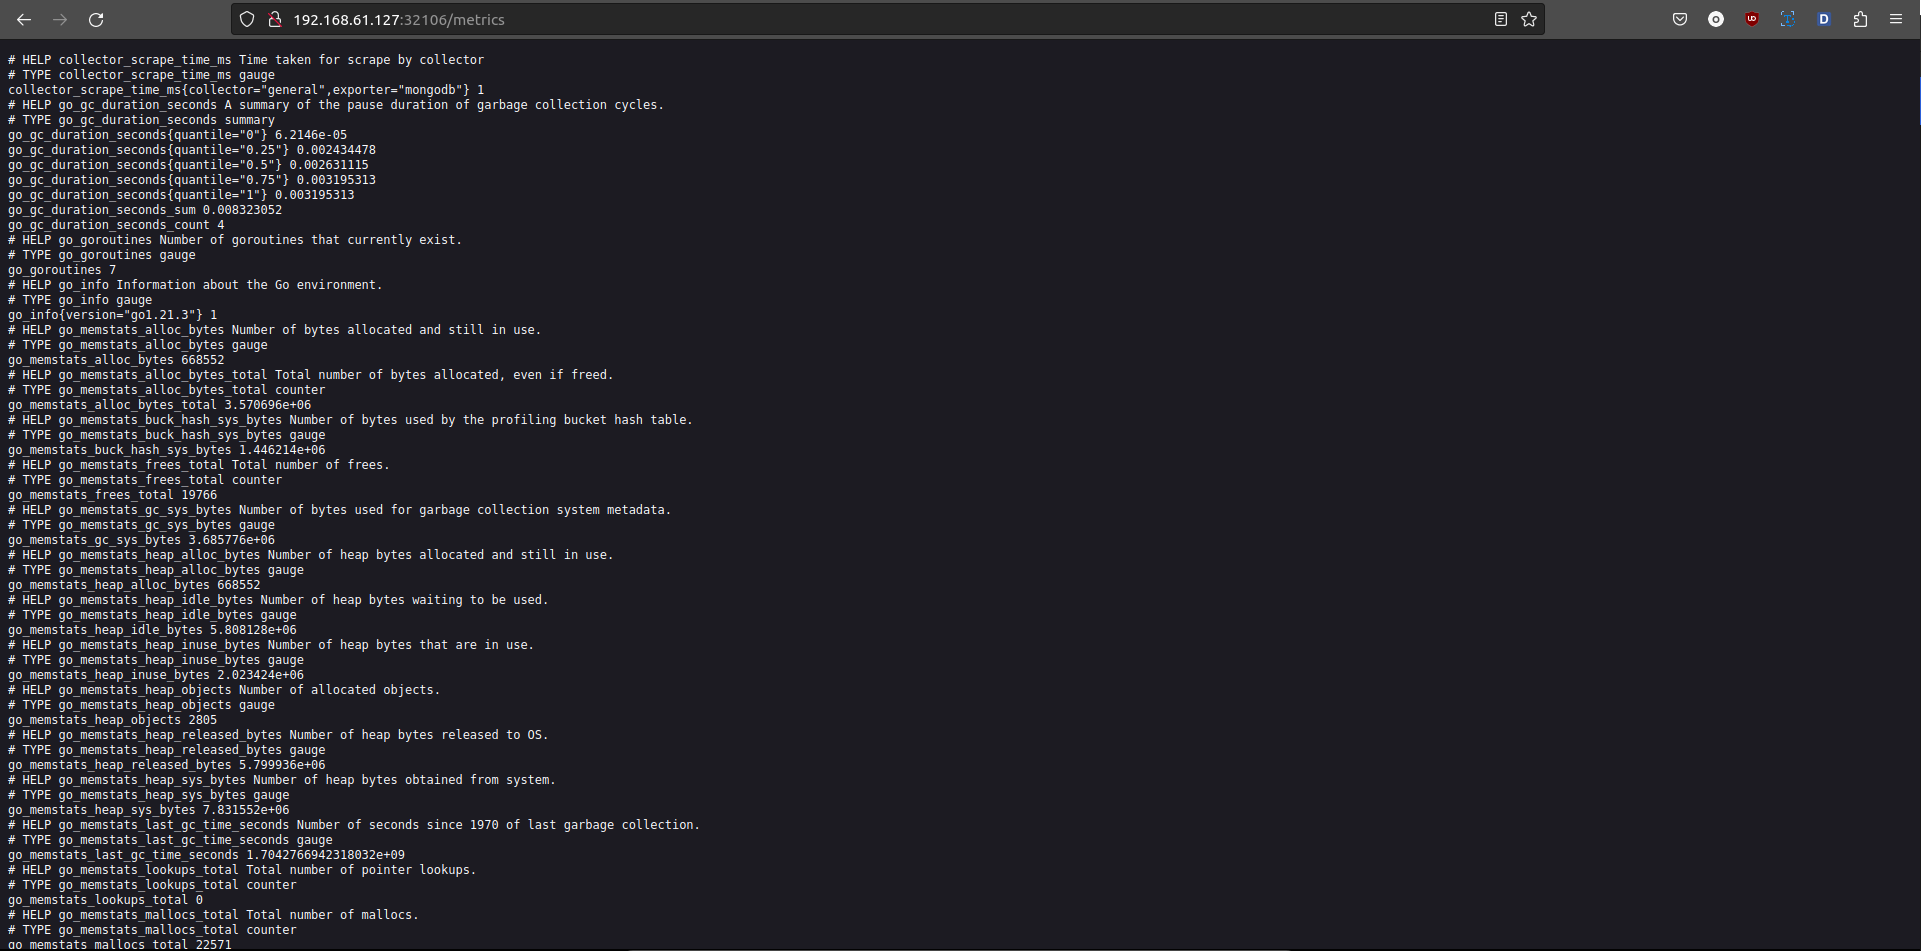 192.168.61.127:32106/metrics
# HELP collector_scrape_time_ms Time taken for scrape by collector
# TYPE collector_scrape_time_ms gauge
collector_scrape_time_ms{collector="general",exporter="mongodb"} 1
# HELP go_gc_duration_seconds A summary of the pause duration of garbage collection cycles.
# TYPE go_gc_duration_seconds summary
go_gc_duration_seconds{quantile="0"} 6.2146e-05
go_gc_duration_seconds{quantile="0.25"} 0.002434478
go_gc_duration_seconds{quantile="0.5"} 0.002631115
go_gc_duration_seconds{quantile="0.75"} 0.003195313
go_gc_duration_seconds{quantile="1"} 0.003195313
go_gc_duration_seconds_sum 0.008323052
go_gc_duration_seconds_count 4
# HELP go_goroutines Number of goroutines that currently exist.
# TYPE go_goroutines gauge
go_goroutines 7
# HELP go_info Information about the Go environment.
# TYPE go_info gauge
go_info{version="go1.21.3"} 1
# HELP go_memstats_alloc_bytes Number of bytes allocated and still in use.
# TYPE go_memstats_alloc_bytes gauge
go_memstats_alloc_bytes 668552
# HELP go_memstats_alloc_bytes_total Total number of bytes allocated, even if freed.
# TYPE go_memstats_alloc_bytes_total counter
go_memstats_alloc_bytes_total 3.570696e+06
# HELP go_memstats_buck_hash_sys_bytes Number of bytes used by the profiling bucket hash table.
# TYPE go_memstats_buck_hash_sys_bytes gauge
go_memstats_buck_hash_sys_bytes 1.446214e+06
# HELP go_memstats_frees_total Total number of frees.
# TYPE go_memstats_frees_total counter
go_memstats_frees_total 19766
# HELP go_memstats_gc_sys_bytes Number of bytes used for garbage collection system metadata.
# TYPE go_memstats_gc_sys_bytes gauge
go_memstats_gc_sys_bytes 3.685776e+06
# HELP go_memstats_heap_alloc_bytes Number of heap bytes allocated and still in use.
# TYPE go_memstats_heap_alloc_bytes gauge
go_memstats_heap_alloc_bytes 668552
# HELP go_memstats_heap_idle_bytes Number of heap bytes waiting to be used.
# TYPE go_memstats_heap_idle_bytes gauge
go_memstats_heap_idle_bytes 5.808128e+06
# HELP go_memstats_heap_inuse_bytes Number of heap bytes that are in use.
# TYPE go_memstats_heap_inuse_bytes gauge
go_memstats_heap_inuse_bytes 2.023424e+06
# HELP go_memstats_heap_objects Number of allocated objects.
# TYPE go_memstats_heap_objects gauge
go_memstats_heap_objects 2805
# HELP go_memstats_heap_released_bytes Number of heap bytes released to OS.
# TYPE go_memstats_heap_released_bytes gauge
go_memstats_heap_released_bytes 5.799936e+06
# HELP go_memstats_heap_sys_bytes Number of heap bytes obtained from system.
# TYPE go_memstats_heap_sys_bytes gauge
go_memstats_heap_sys_bytes 7.831552e+06
# HELP go_memstats_last_gc_time_seconds Number of seconds since 1970 of last garbage collection.
# TYPE go_memstats_last_gc_time_seconds gauge
go_memstats_last_gc_time_seconds 1.7042766942318032e+09
# HELP go_memstats_lookups_total Total number of pointer lookups.
# TYPE go_memstats_lookups_total counter
go_memstats_lookups_total 0
# HELP go_memstats_mallocs_total Total number of mallocs.
# TYPE go_memstats_mallocs_total counter
go_memstats_mallocs_total 22571